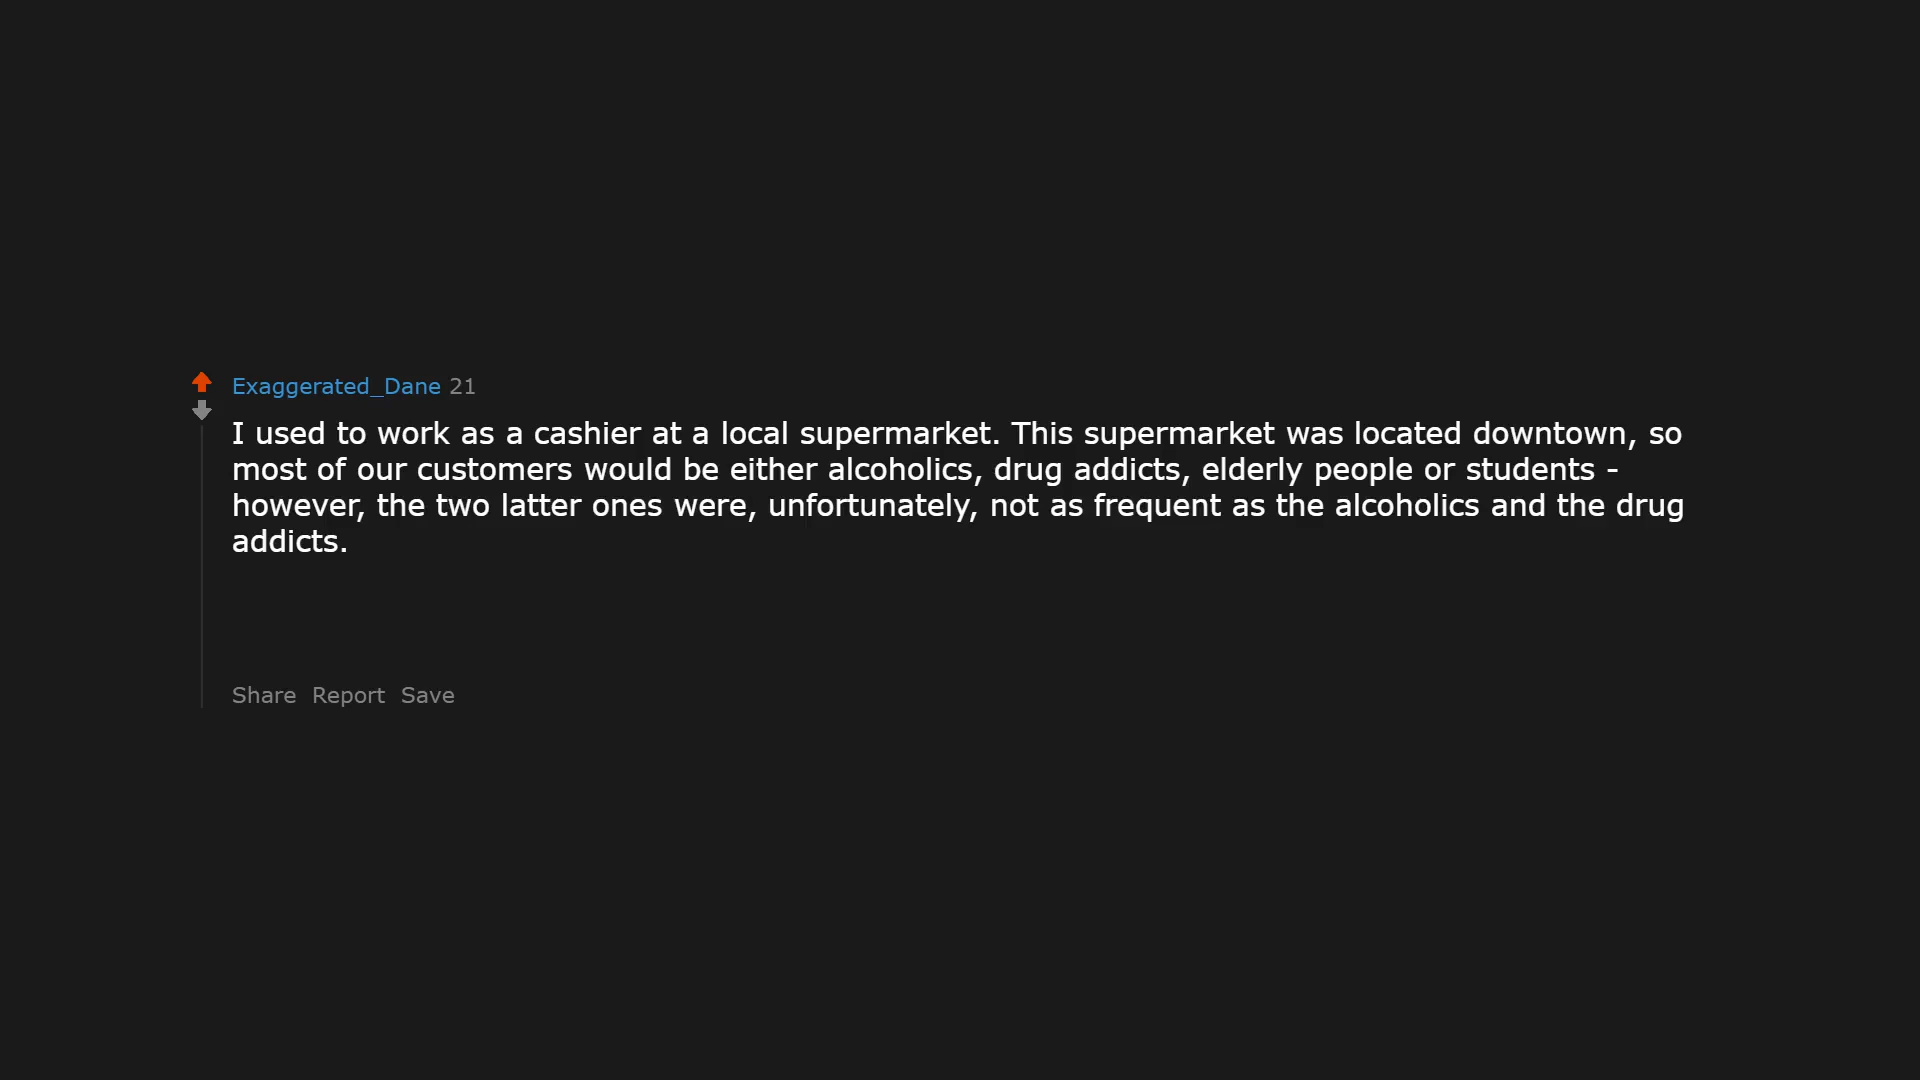 Exaggerated_Dane 21
I used to work as a cashier at a local supermarket. This supermarket was located downtown, so
most of our customers would be either alcoholics, drug addicts, elderly people or students -
however, the two latter ones were, unfortunately, not as frequent as the alcoholics and the drug
addicts.
Share Report Save